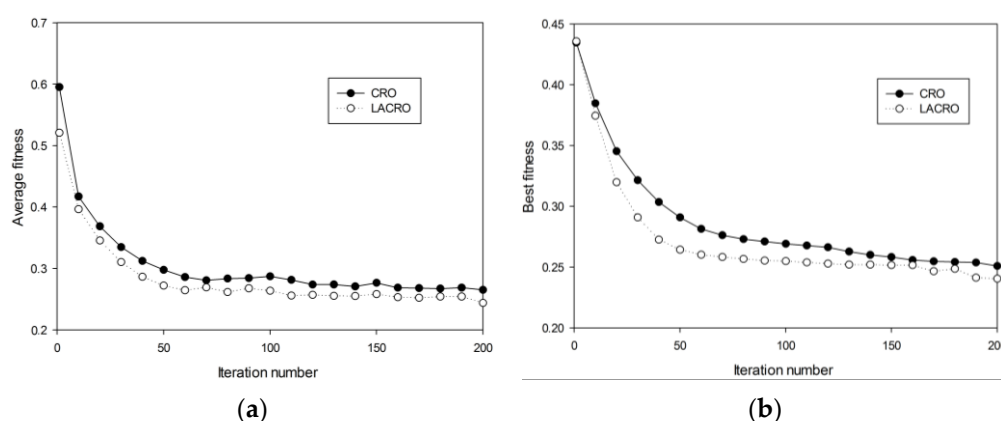 0.7
0.6
0.5
0.4
0.3
0.2
Average fitness
CRO
LACRO
0 50 100 150 200
Iteration number
(a)
0.45
0.40
0.35
0.30
0.25
0.20
Best fitness
CRO
LACRO
0 50 100 150 200
Iteration number
(b)